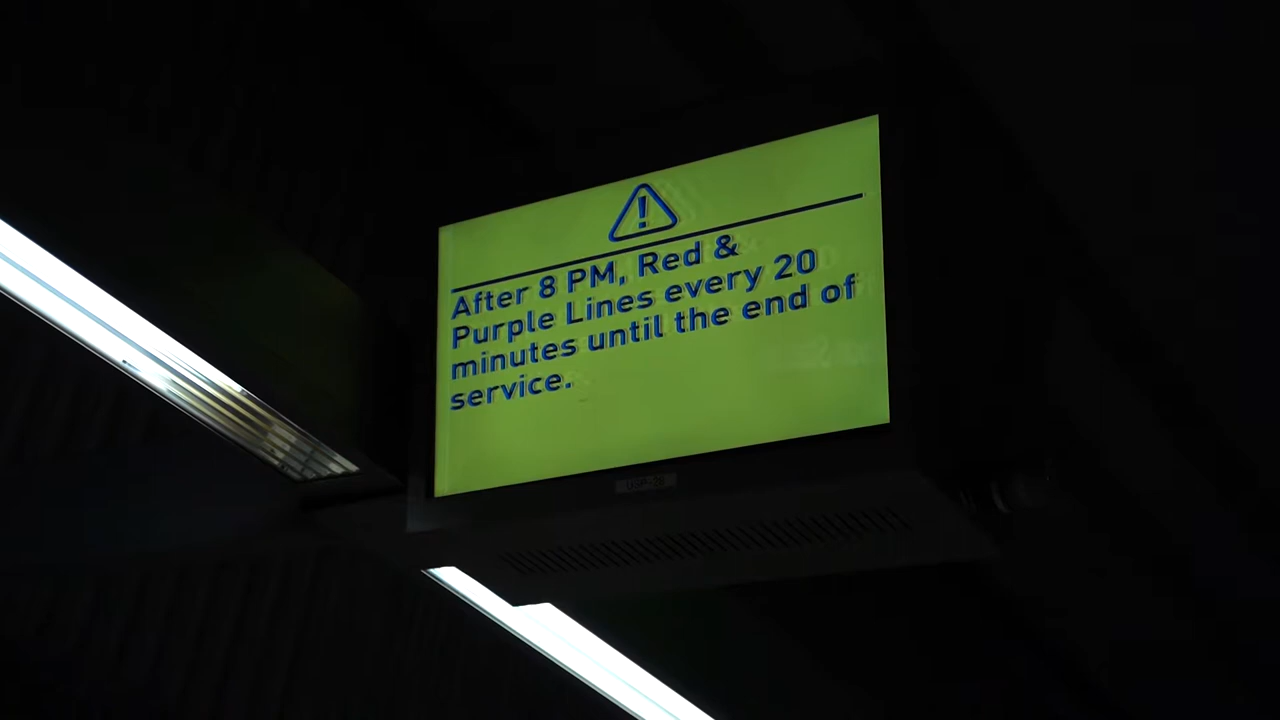 !
After 8 PM, Red &
Purple Lines every 20
minutes until the end of
service.